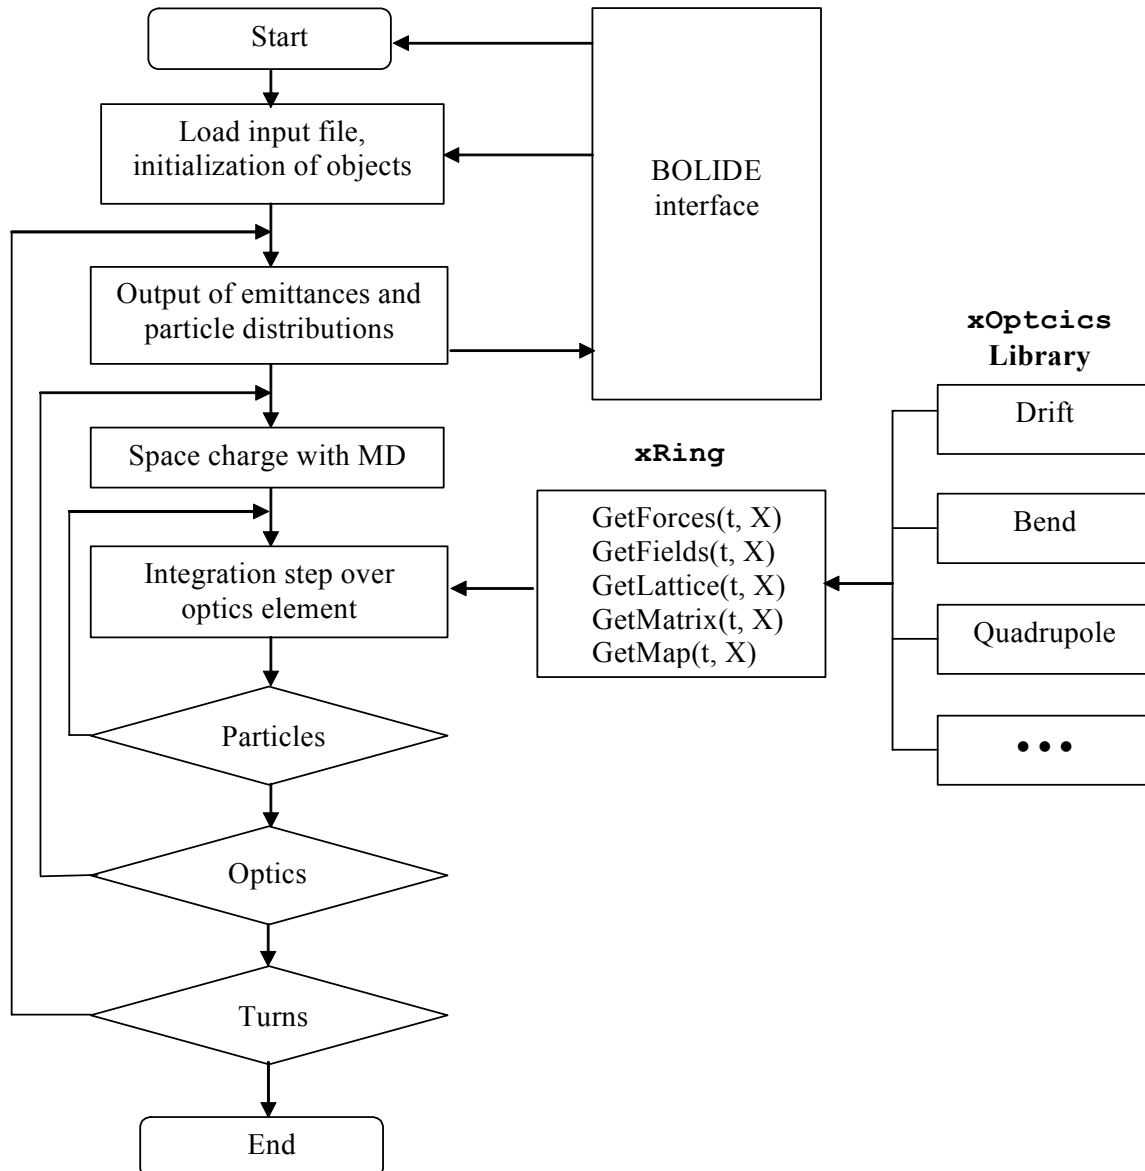 Start
Load input file,
initialization of objects
BOLIDE
interface
Output of emittances and
particle distributions
xOptcics
Library
Drift
Space charge with MD
xRing
GetForces(t, X)
GetFields(t, X)
GetLattice(t, X)
GetMatrix(t, X)
GetMap(t, X)
Bend
Integration step over
optics element
Quadrupole
•••
Particles
Optics
Turns
End